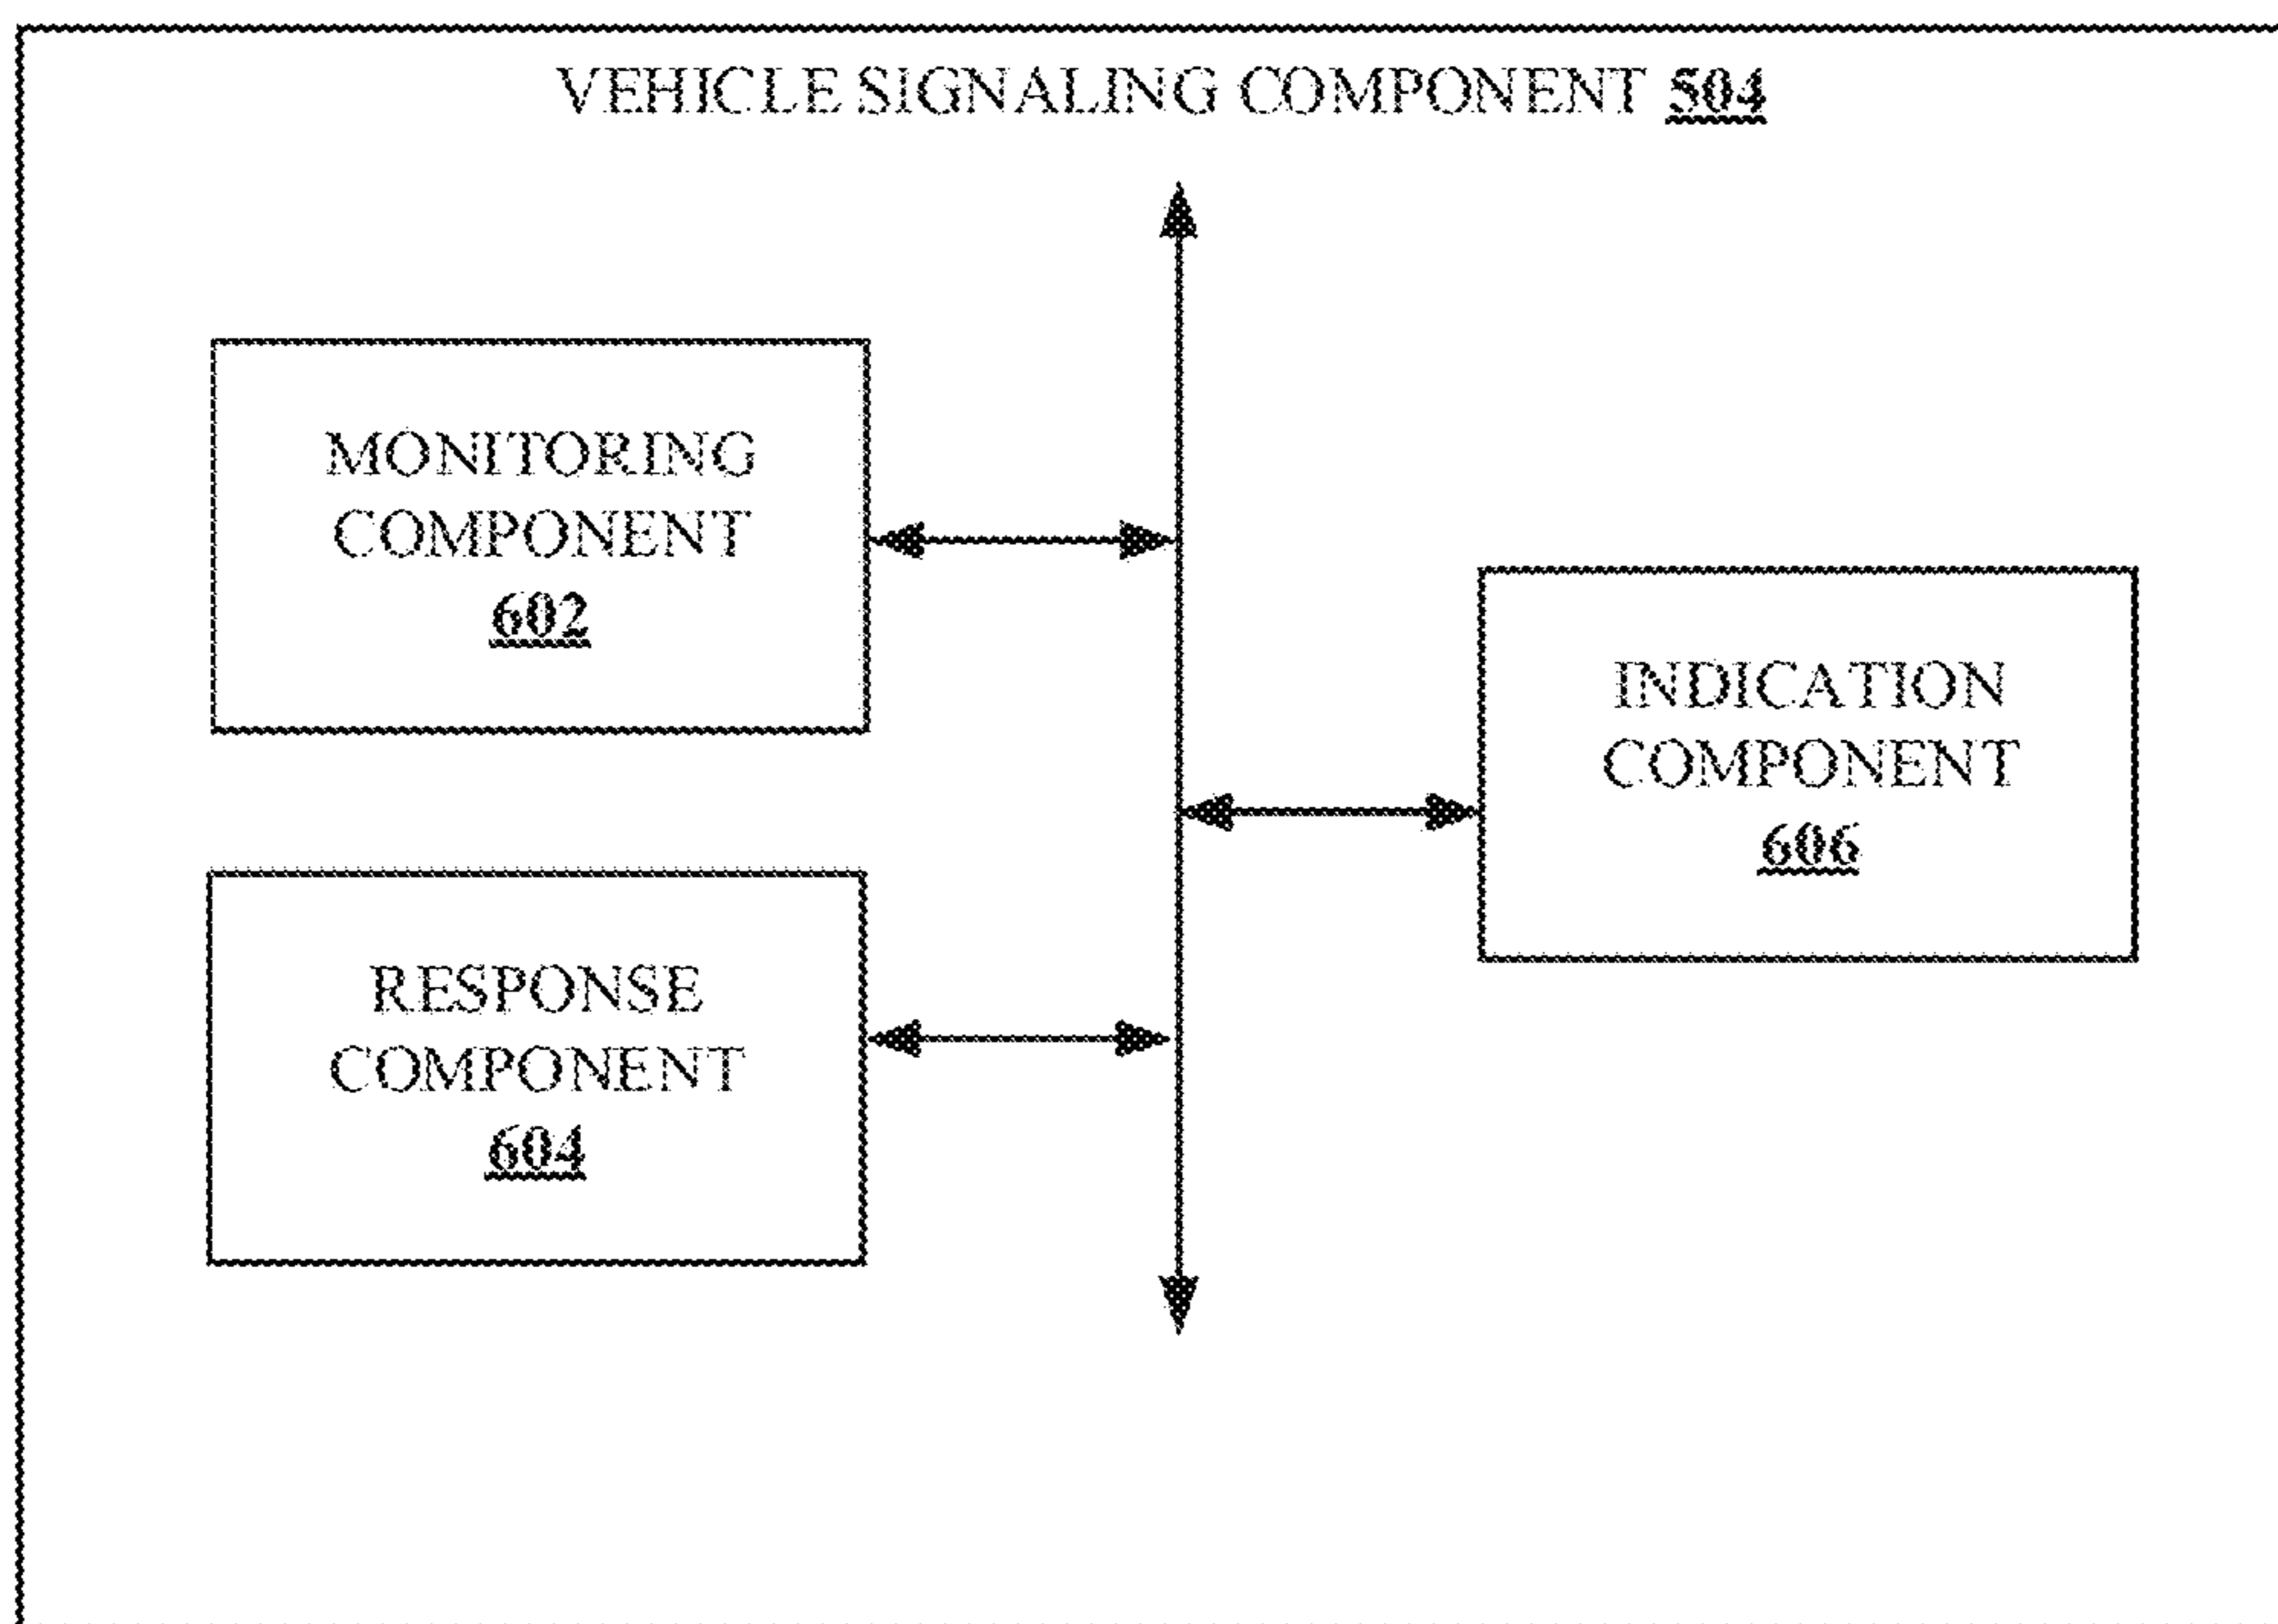 VEHICLE SIGNALING COMPONENT 504
MONITORING
COMPONENT
602
INDICATION
COMPONENT
606
RESPONSE
COMPONENT
604